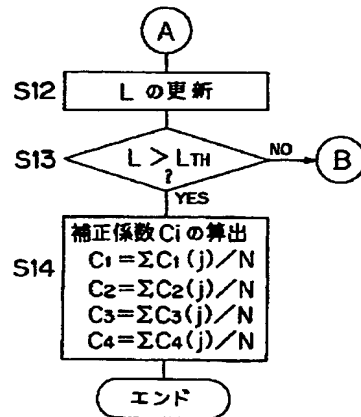 A
S12 L の更新
S13 L > LTH ? NO B
YES
補正係数 Ci の算出
S14
C1=ΣC1(j)/N
C2=ΣC2(j)/N
C3=ΣC3(j)/N
C4=ΣC4(j)/N
エンド